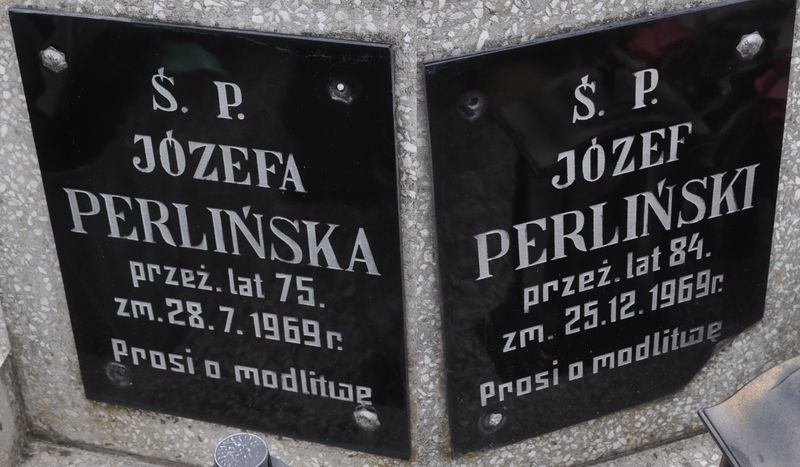 Ś. P.
JÓZEFA
PERLIŃSKA
przeż. lat 75.
zm. 28. 7. 1969 r.
Prosi o modlitwę
Ś. P.
JÓZEF
PERLIŃSKI
przeż. lat 84.
zm. 25. 12. 1969 r.
Prosi o modlitwę